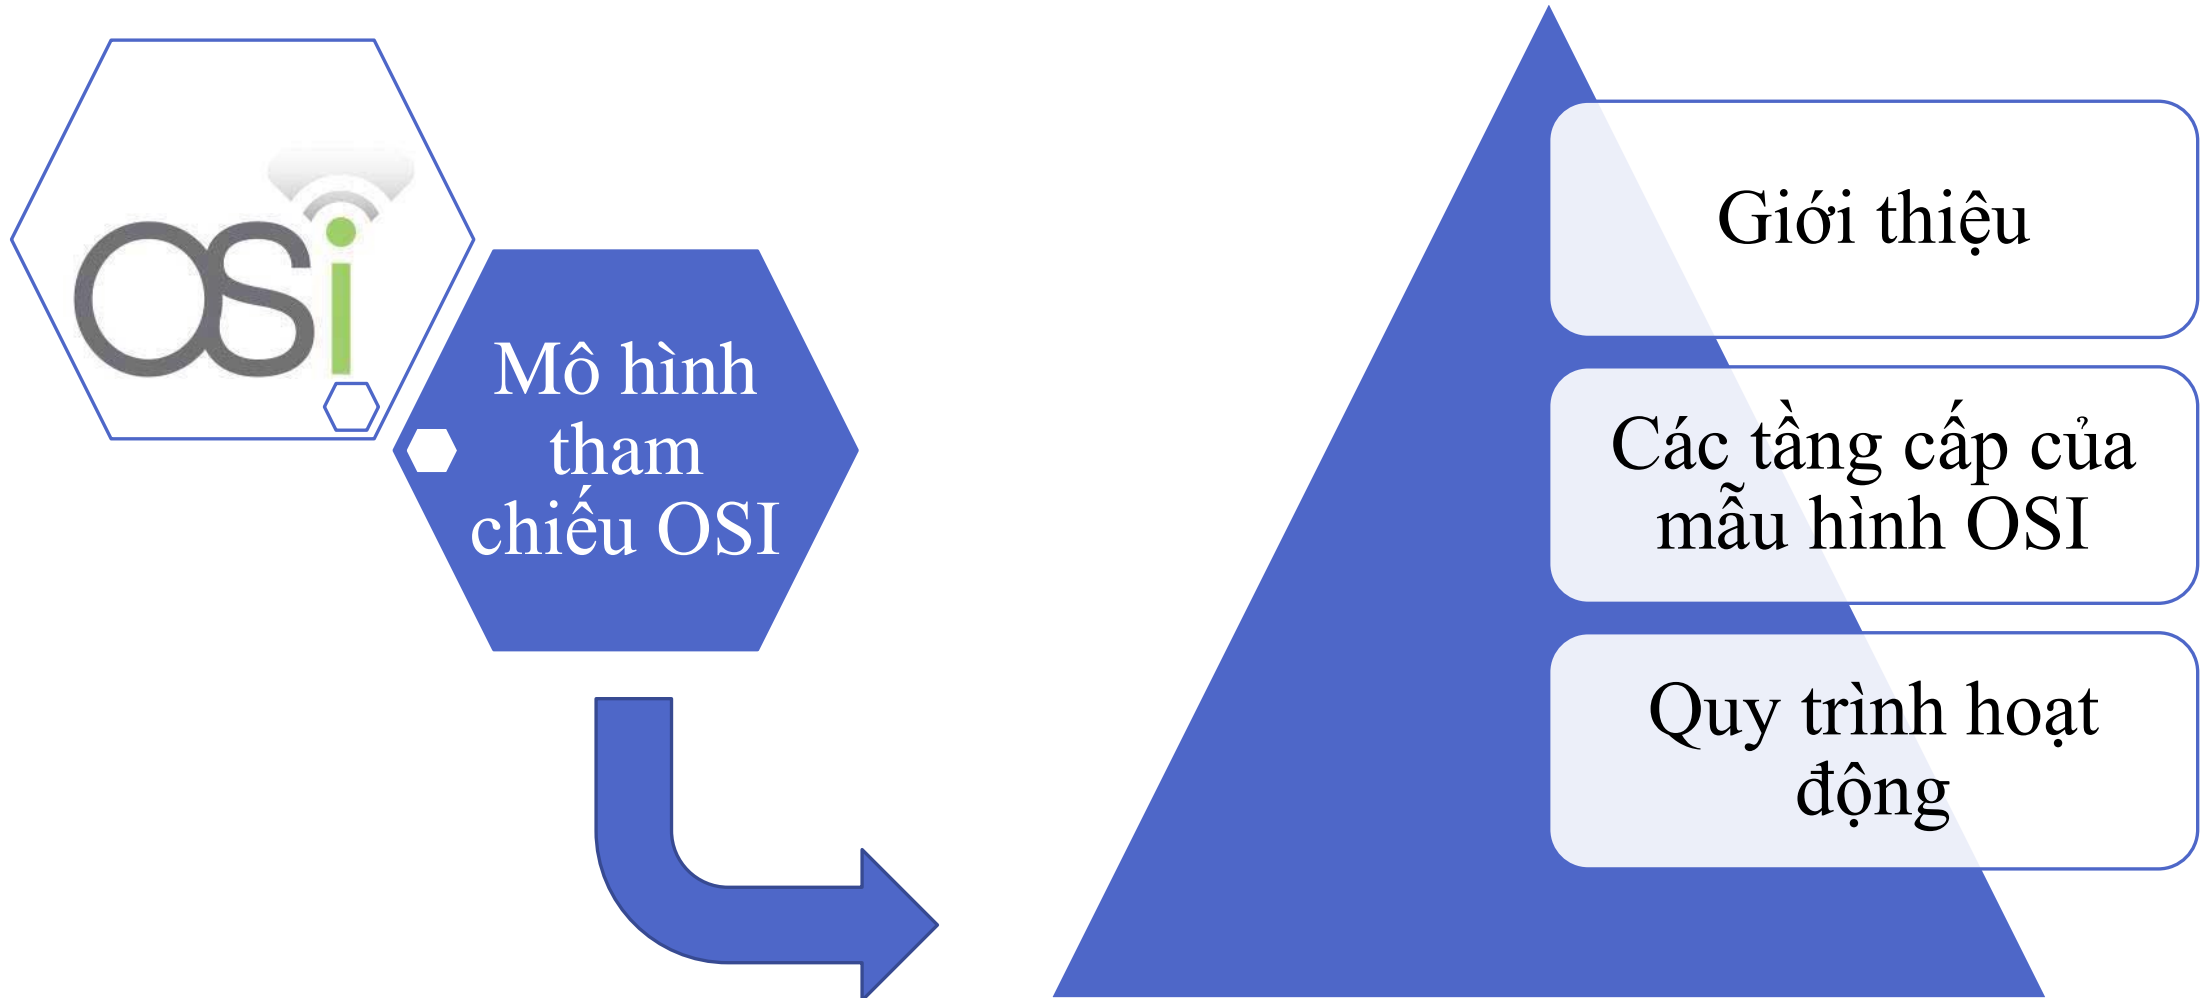 OSi
Mô hình
tham
chiếu OSI
Giới thiệu
Các tầng cấp của
mẫu hình OSI
Quy trình hoạt
động